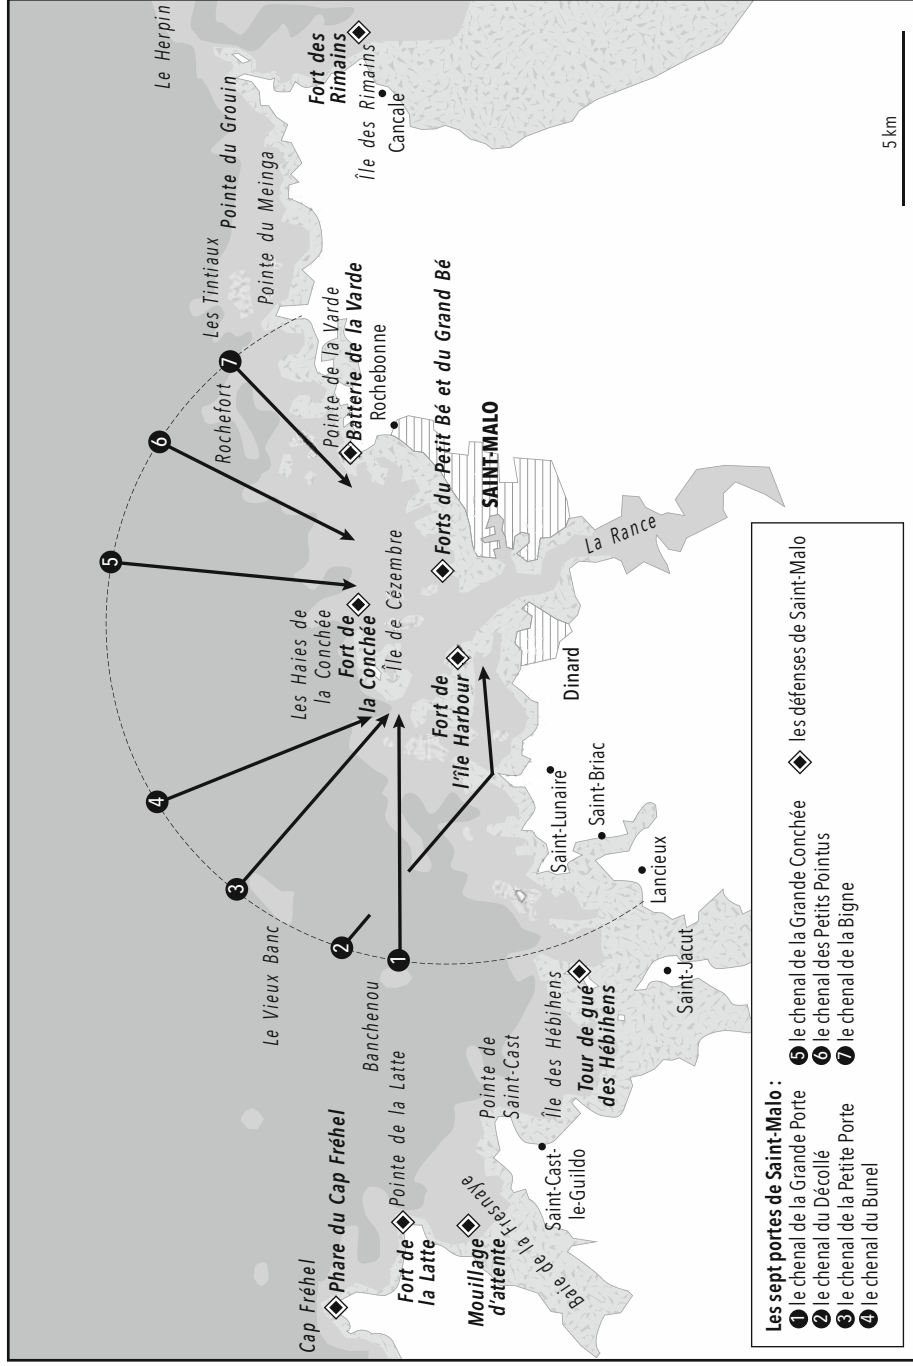 Le Herpin
Pointe du Grouin
Fort des
Rimains
Île des Rimains
Cancale
Pointe du Meinga
Les Tintiaux
7
Rochefort
6
Pointe de la Varde
Batterie de la Varde
Rochebonne
5
Les Haies de
la Conchée
Fort de
la Conchée
Île de Cézembre
Forts du Petit Bé et du Grand Bé
SAINT-MALO
La Rance
4
3
Fort de
l'île Harbour
Dinard
Saint-Lunaire
Saint-Briac
Lancieux
Le Vieux Banc
2
1
Banchenou
Île des Hébihens
Tour de gué
des Hébihens
Saint-Jacut
Pointe de
Saint-Cast
Saint-Cast-
le-Guildo
Pointe de la Latte
Cap Fréhel
Phare du Cap Fréhel
Fort de
la Latte
Mouillage
d'attente
Baie de la Fresnaye
5 km
Les sept portes de Saint-Malo :
1 le chenal de la Grande Porte
2 le chenal du Décollé
3 le chenal de la Petite Porte
4 le chenal du Bunel
5 le chenal de la Grande Conchée
6 le chenal des Petits Pointus
7 le chenal de la Bigne
les défenses de Saint-Malo